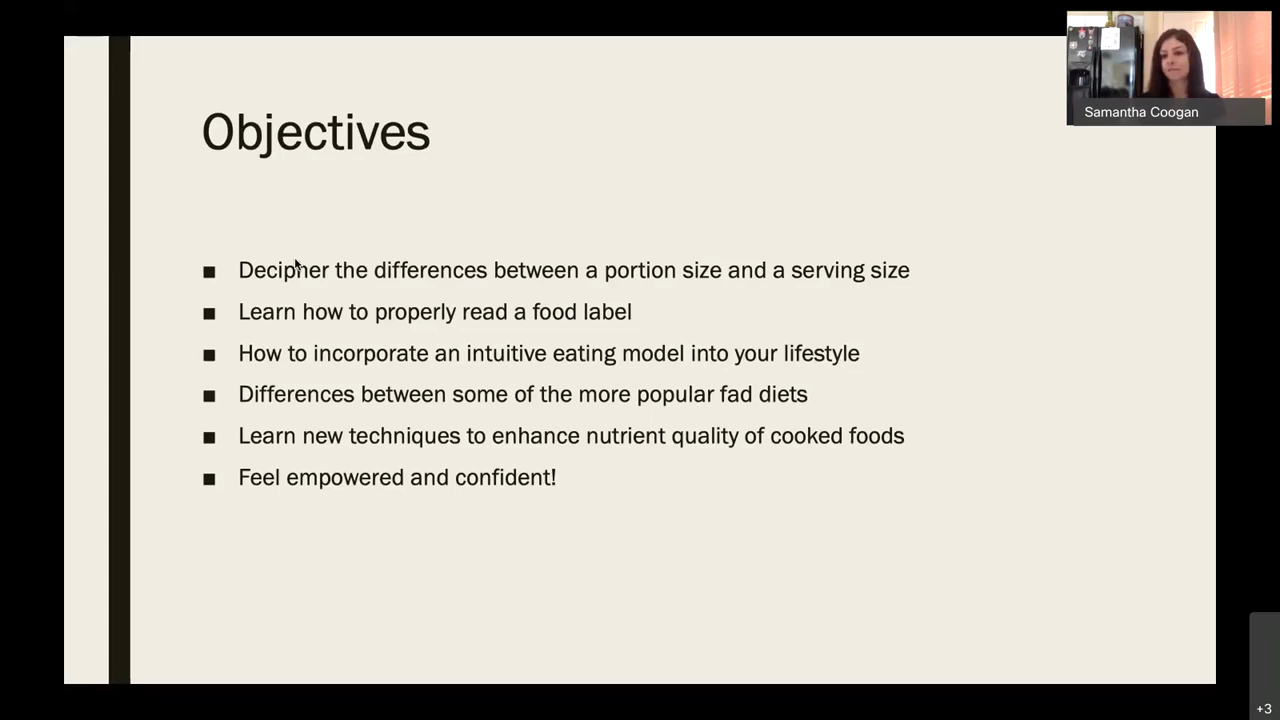 Samantha Coogan
Objectives
■ Decipher the differences between a portion size and a serving size
■ Learn how to properly read a food label
■ How to incorporate an intuitive eating model into your lifestyle
■ Differences between some of the more popular fad diets
■ Learn new techniques to enhance nutrient quality of cooked foods
■ Feel empowered and confident!
+3